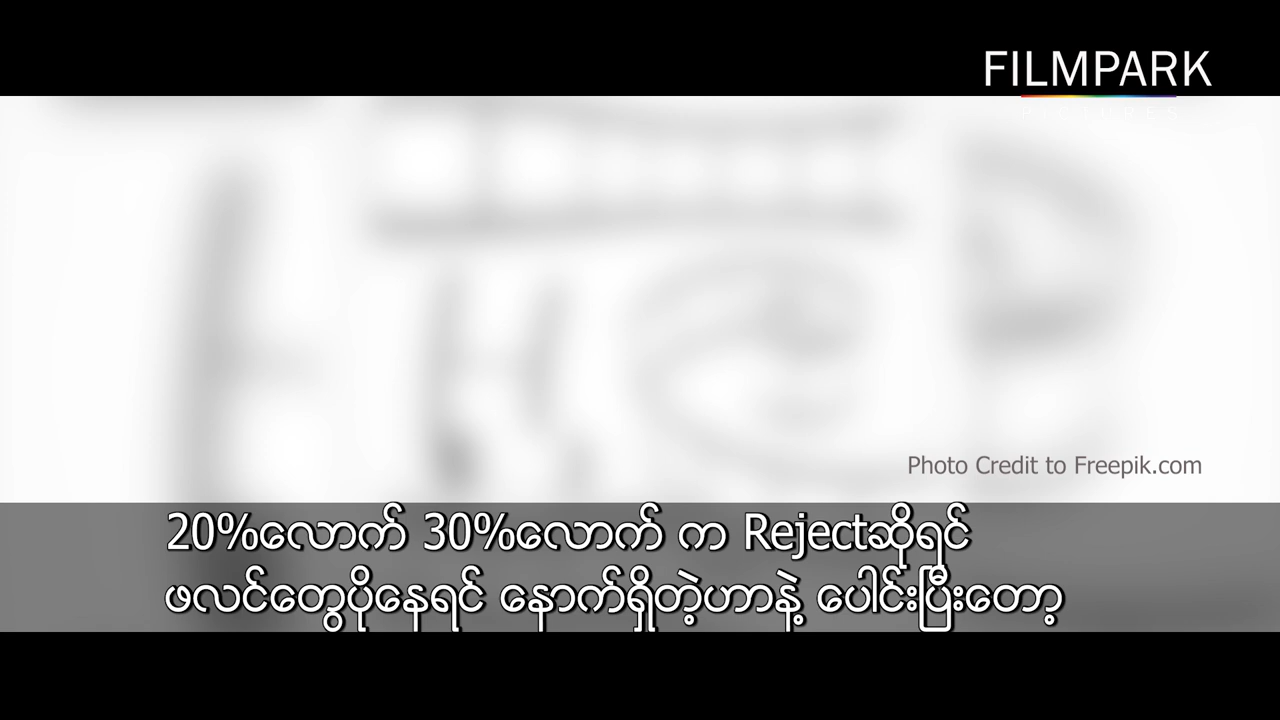 FILMPARK
PICTURES
Photo Credit to Freepik.com
20%လောက် 30%လောက် က Rejectဆိုရင်
ဖလင်တွေပိုနေရင် နောက်ရှိတဲ့ဟာနဲ့ ပေါင်းပြီးတော့